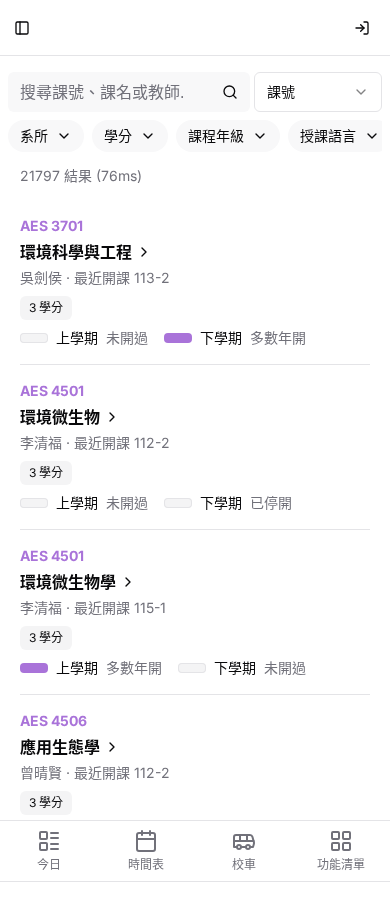 搜尋課號、課名或教師.
課號
系所 學分 課程年級 授課語言
21797 結果 (76ms)
AES 3701
環境科學與工程
吳劍侯 · 最近開課 113-2
3 學分
上學期 未開過 下學期 多數年開
AES 4501
環境微生物
李清福 · 最近開課 112-2
3 學分
上學期 未開過 下學期 已停開
AES 4501
環境微生物學
李清福 · 最近開課 115-1
3 學分
上學期 多數年開 下學期 未開過
AES 4506
應用生態學
曾晴賢 · 最近開課 112-2
3 學分
今日 時間表 校車 功能清單